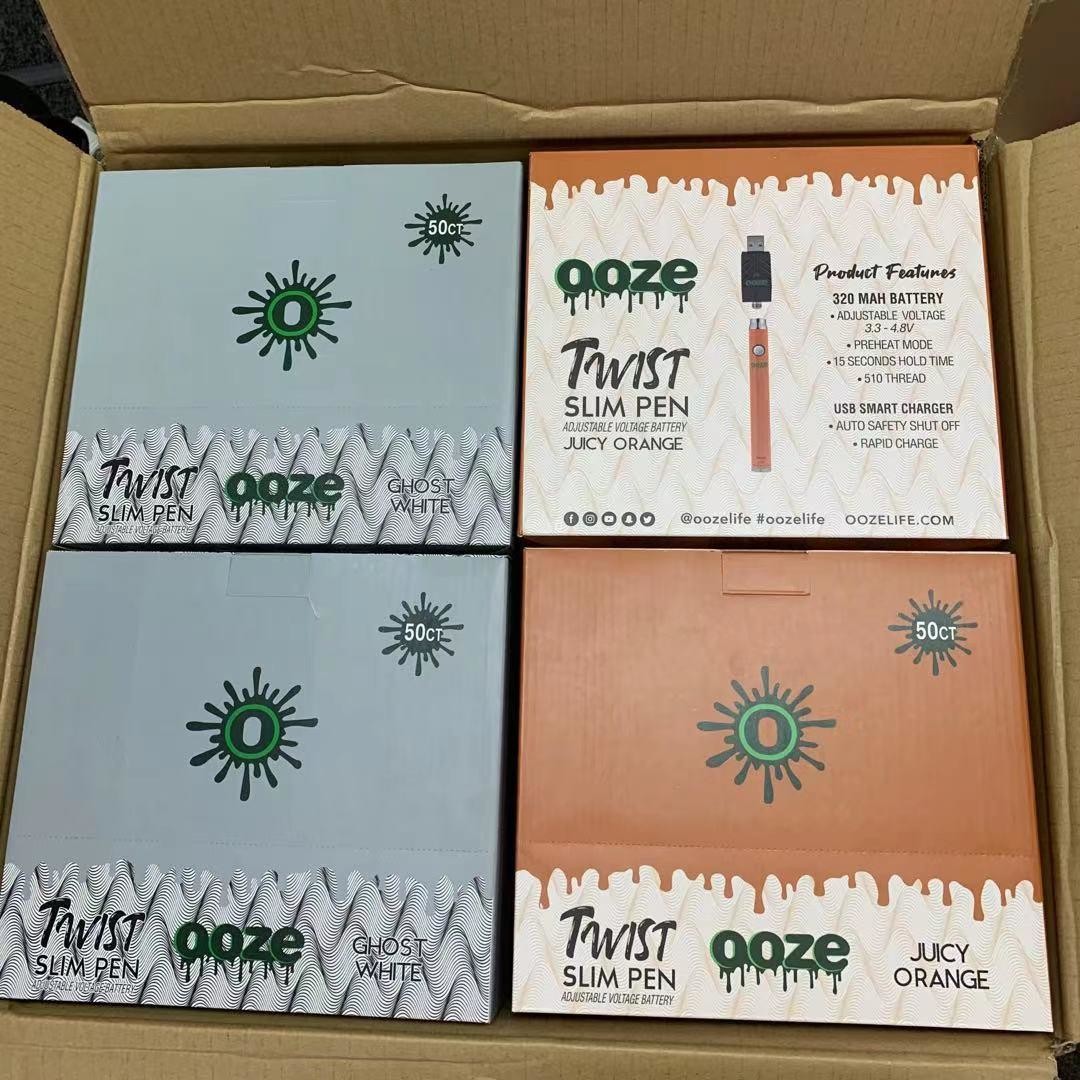 50CT
O
TWIST
SLIM PEN
ADJUSTABLE VOLTAGE BATTERY
ooze
GHOST
WHITE
ooze
TWIST
SLIM PEN
ADJUSTABLE VOLTAGE BATTERY
JUICY ORANGE
Product Features
320 MAH BATTERY
• ADJUSTABLE VOLTAGE
3.3 - 4.8V
• PREHEAT MODE
• 15 SECONDS HOLD TIME
• 510 THREAD
USB SMART CHARGER
• AUTO SAFETY SHUT OFF
• RAPID CHARGE
@oozelife #oozelife OOZELIFE.COM
50CT
O
TWIST
SLIM PEN
ADJUSTABLE VOLTAGE BATTERY
ooze
GHOST
WHITE
50CT
O
TWIST
SLIM PEN
ADJUSTABLE VOLTAGE BATTERY
ooze
JUICY
ORANGE